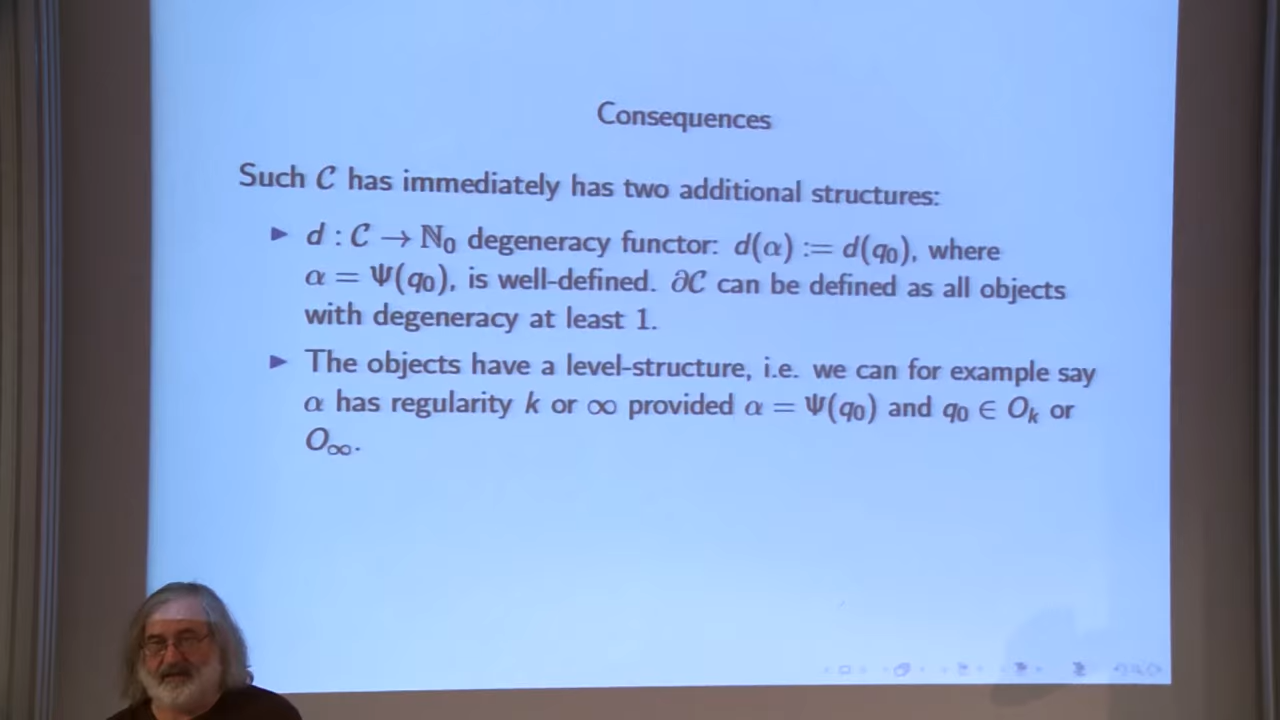 Consequences
Such 𝒞 has immediately has two additional structures:
▶ d : 𝒞 → ℕ₀ degeneracy functor: d(α) := d(q₀), where
α = Ψ(q₀), is well-defined. ∂𝒞 can be defined as all objects
with degeneracy at least 1.
▶ The objects have a level-structure, i.e. we can for example say
α has regularity k or ∞ provided α = Ψ(q₀) and q₀ ∈ Oₖ or
O∞.